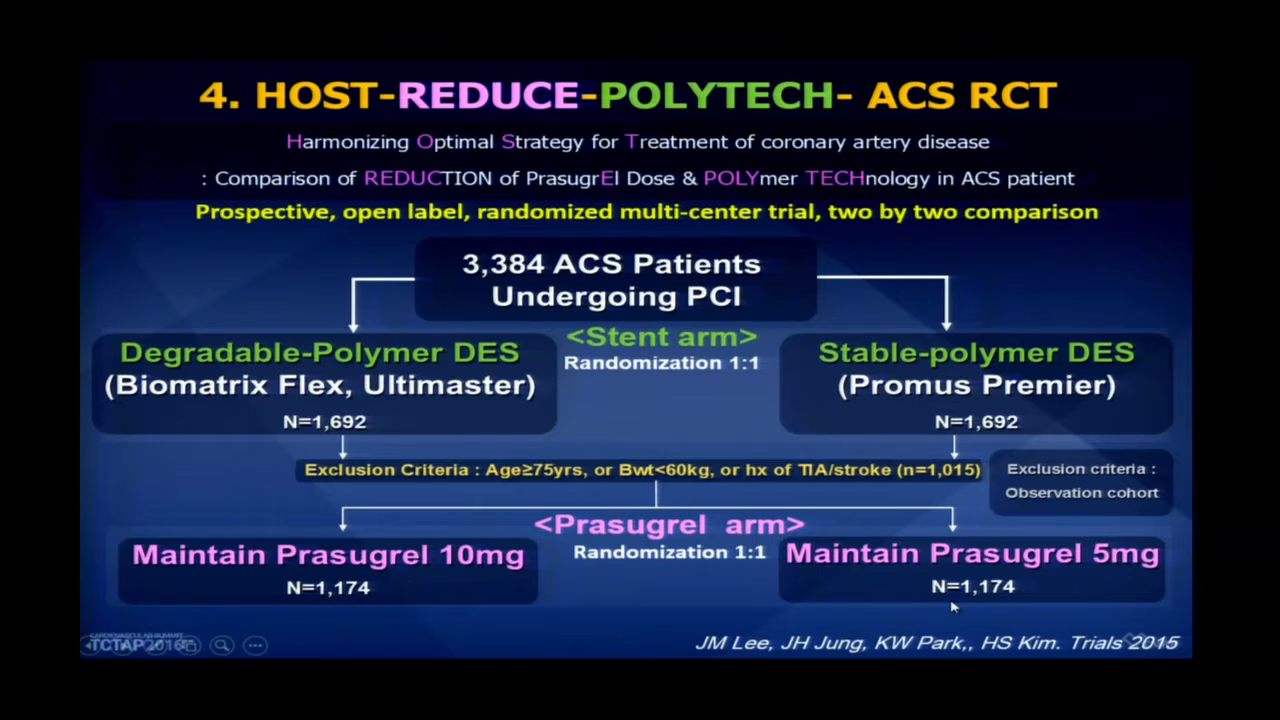 4. HOST-REDUCE-POLYTECH- ACS RCT
Harmonizing Optimal Strategy for Treatment of coronary artery disease
: Comparison of REDUCTION of PrasugrEl Dose & POLYmer TECHnology in ACS patient
Prospective, open label, randomized multi-center trial, two by two comparison
3,384 ACS Patients
Undergoing PCI
<Stent arm>
Randomization 1:1
Degradable-Polymer DES
(Biomatrix Flex, Ultimaster)
N=1,692
Stable-polymer DES
(Promus Premier)
N=1,692
Exclusion Criteria : Age≥75yrs, or Bwt<60kg, or hx of TIA/stroke (n=1,015)
Exclusion criteria :
Observation cohort
<Prasugrel arm>
Randomization 1:1
Maintain Prasugrel 10mg
N=1,174
Maintain Prasugrel 5mg
N=1,174
CARDIOVASCULAR SUMMIT
TCTAP2016
JM Lee, JH Jung, KW Park,, HS Kim. Trials 2015